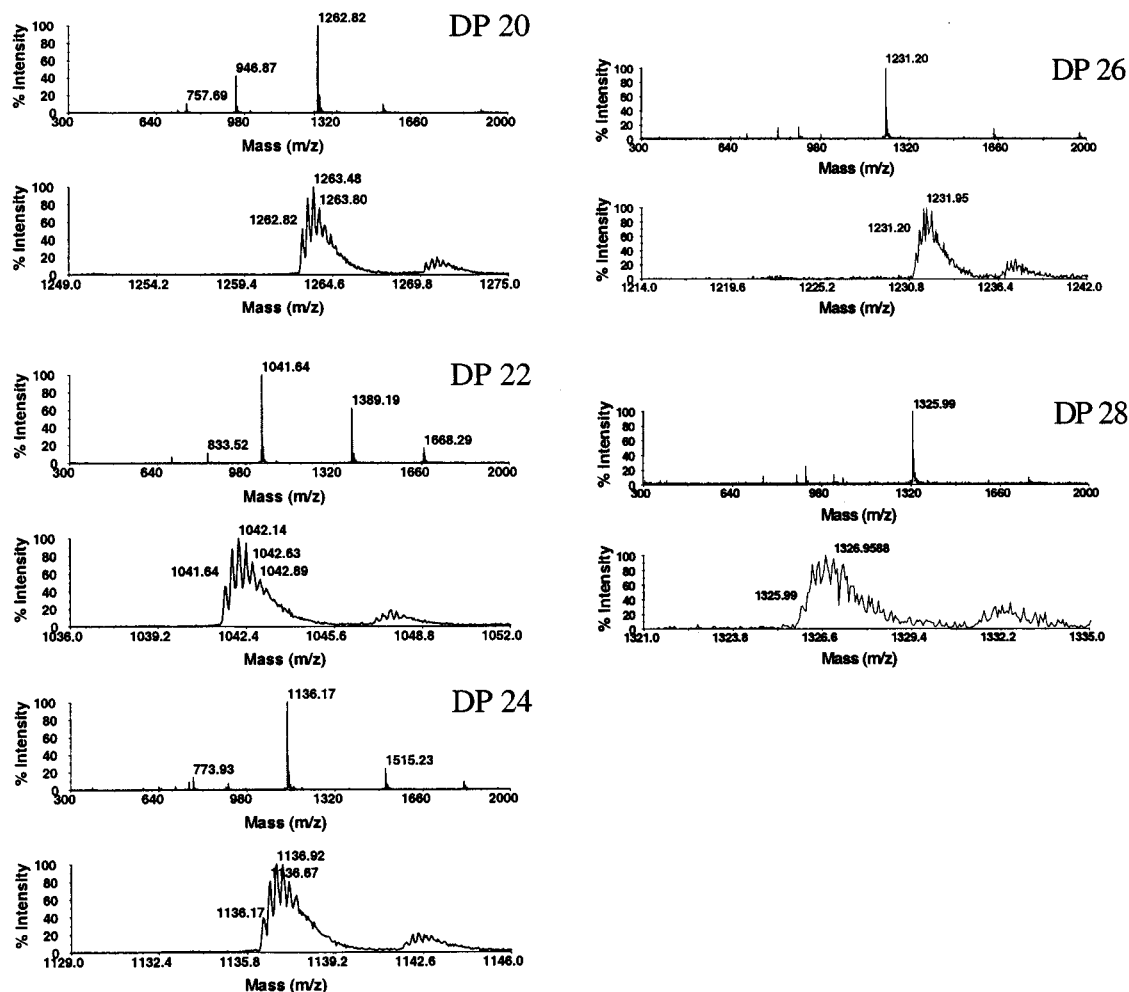 DP 20
1262.82
946.87
757.69
% Intensity
100
80
60
40
20
0
300 640 980 1320 1660 2000
Mass (m/z)
1263.48
1263.80
1262.82
% Intensity
100
80
60
40
20
0
1249.0 1254.2 1259.4 1264.6 1269.8 1275.0
Mass (m/z)
DP 22
1041.64
1389.19
833.52
1668.29
% Intensity
100
80
60
40
20
0
300 640 980 1320 1660 2000
Mass (m/z)
1042.14
1042.63
1041.64
1042.89
% Intensity
100
80
60
40
20
0
1036.0 1039.2 1042.4 1045.6 1048.8 1052.0
Mass (m/z)
DP 24
1136.17
773.93
1515.23
% Intensity
100
80
60
40
20
0
300 640 980 1320 1660 2000
Mass (m/z)
1136.92
1136.67
1136.17
% Intensity
100
80
60
40
20
0
1129.0 1132.4 1135.8 1139.2 1142.6 1146.0
Mass (m/z)
DP 26
1231.20
% Intensity
100
80
60
40
20
0
300 640 980 1320 1660 2000
Mass (m/z)
1231.95
1231.20
% Intensity
100
80
60
40
20
0
1214.0 1219.6 1225.2 1230.8 1236.4 1242.0
Mass (m/z)
DP 28
1325.99
% Intensity
100
80
60
40
20
0
300 640 980 1320 1660 2000
Mass (m/z)
1326.9588
1325.99
% Intensity
100
80
60
40
20
0
1321.0 1323.8 1326.6 1329.4 1332.2 1335.0
Mass (m/z)